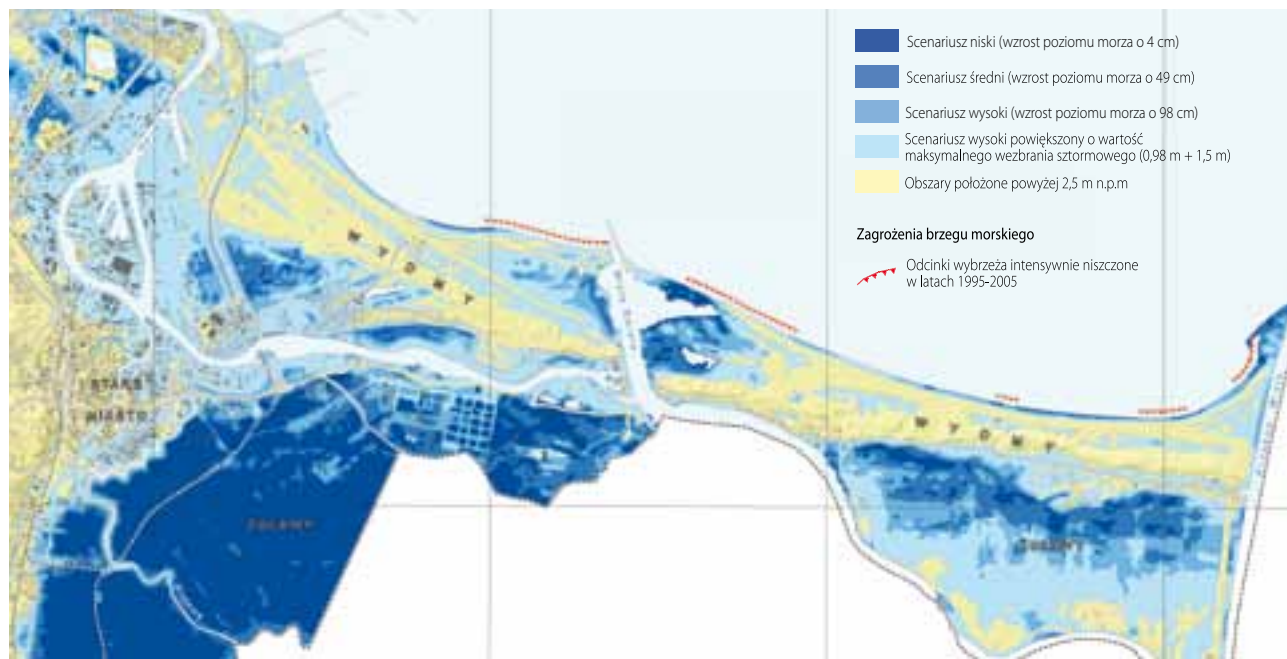 Scenariusz niski (wzrost poziomu morza o 4 cm)
Scenariusz średni (wzrost poziomu morza o 49 cm)
Scenariusz wysoki (wzrost poziomu morza o 98 cm)
Scenariusz wysoki powiększony o wartość
maksymalnego wezbrania sztormowego (0,98 m + 1,5 m)
Obszary położone powyżej 2,5 m n.p.m
Zagrożenia brzegu morskiego
Odcinki wybrzeża intensywnie niszczone
w latach 1995-2005
WYDMY
STARE
MIASTO
WYDMY
ŻUŁAWY
ŻUŁAWY